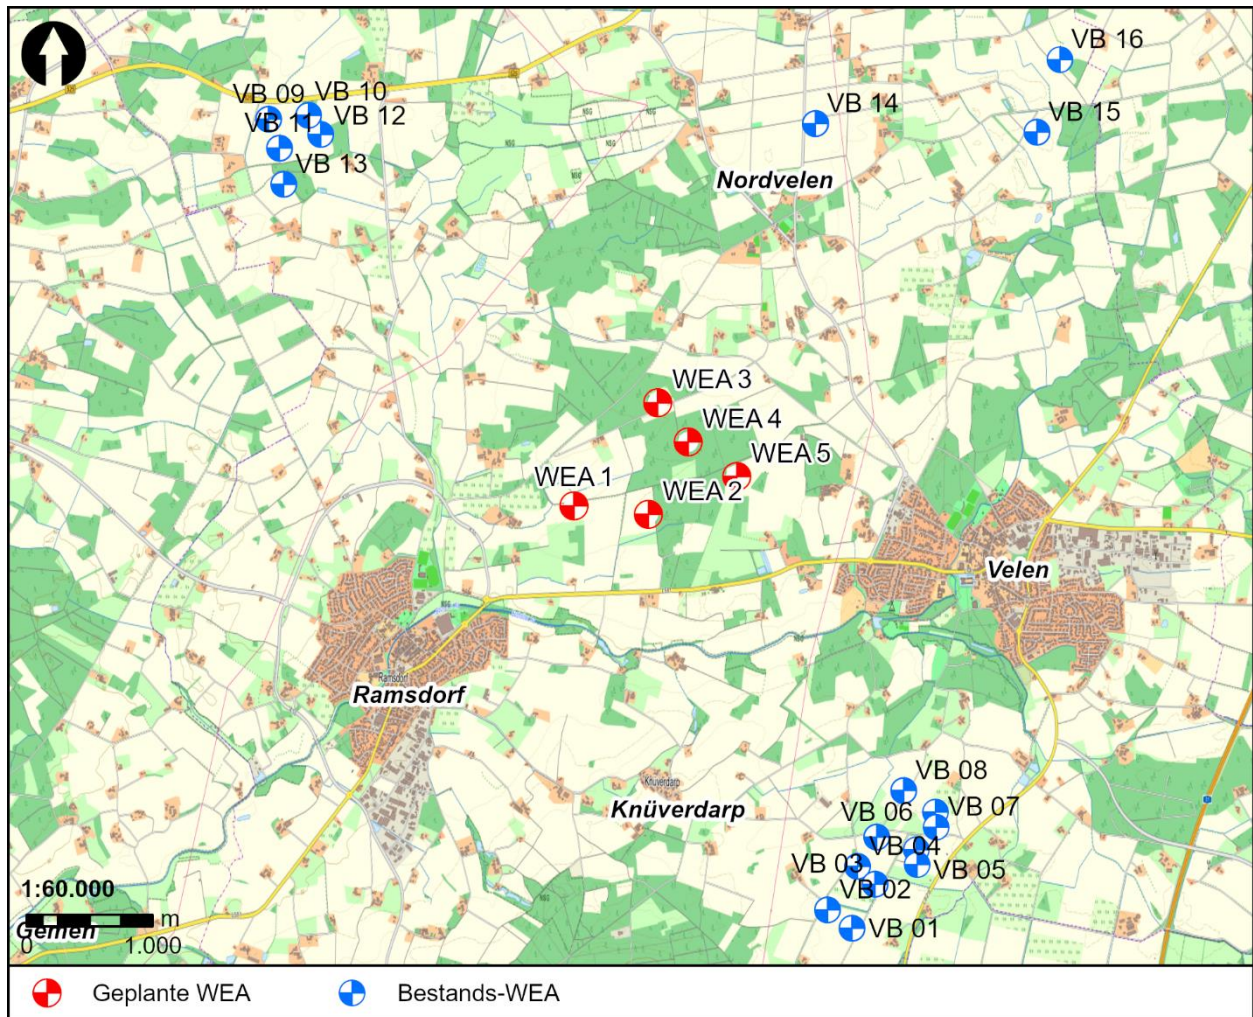 VB 16
VB 09
VB 10
VB 14
VB 11
VB 12
VB 15
VB 13
Nordvelen
WEA 3
WEA 4
WEA 5
WEA 1
WEA 2
Velen
Ramsdorf
Ramsdorf
VB 08
Knüverdarp
Knüverdarp
VB 06
VB 07
VB 04
VB 03
VB 05
VB 02
VB 01
1:60.000
m
0 1.000
Gemen
Geplante WEA
Bestands-WEA